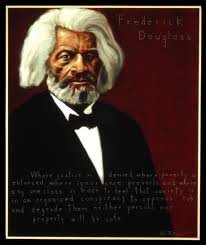 Frederick
Douglass
Where justice is denied, where poverty is
enforced, where ignorance prevails and where
any one class is made to feel that society is
in an organized conspiracy to oppress, rob
and degrade them, neither persons nor
property will be safe